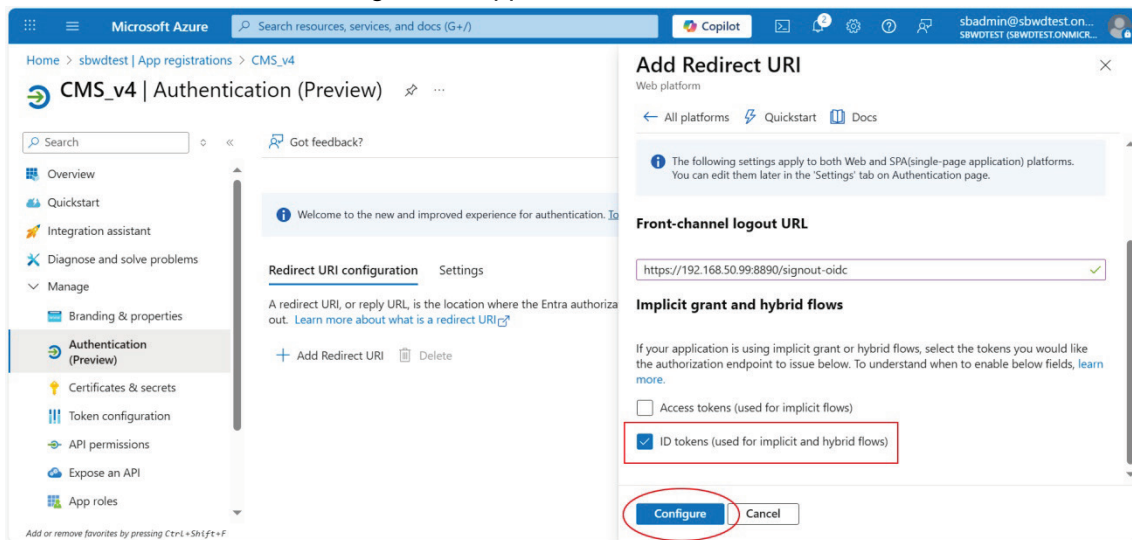 Microsoft Azure
Search resources, services, and docs (G+/)
Copilot
2
sbadmin@sbwdtest.on...
SBWDTEST (SBWDTEST.ONMICR...
Home > sbwdtest | App registrations > CMS_v4
CMS_v4 | Authentication (Preview)
...
Search
Overview
Quickstart
Integration assistant
Diagnose and solve problems
Manage
Branding & properties
Authentication
(Preview)
Certificates & secrets
Token configuration
API permissions
Expose an API
App roles
Add or remove favorites by pressing Ctrl+Shift+F
Got feedback?
Welcome to the new and improved experience for authentication. To
Redirect URI configuration
Settings
A redirect URI, or reply URL, is the location where the Entra authoriza
out. Learn more about what is a redirect URI
Add Redirect URI
Delete
Add Redirect URI
Web platform
All platforms
Quickstart
Docs
The following settings apply to both Web and SPA(single-page application) platforms.
You can edit them later in the 'Settings' tab on Authentication page.
Front-channel logout URL
https://192.168.50.99:8890/signout-oidc
Implicit grant and hybrid flows
If your application is using implicit grant or hybrid flows, select the tokens you would like
the authorization endpoint to issue below. To understand when to enable below fields, learn
more.
Access tokens (used for implicit flows)
ID tokens (used for implicit and hybrid flows)
Configure
Cancel